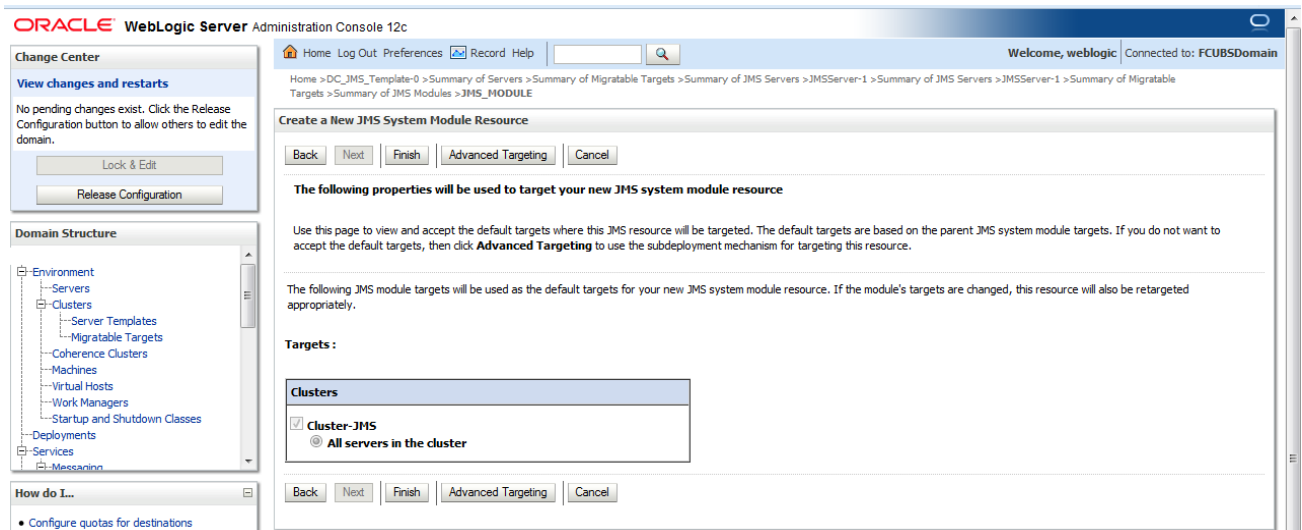 ORACLE WebLogic Server Administration Console 12c
Change Center
View changes and restarts
No pending changes exist. Click the Release
Configuration button to allow others to edit the
domain.
Lock & Edit
Release Configuration
Domain Structure
Environment
Servers
Clusters
Server Templates
Migratable Targets
Coherence Clusters
Machines
Virtual Hosts
Work Managers
Startup and Shutdown Classes
Deployments
Services
Messaging
How do I...
• Configure quotas for destinations
Home Log Out Preferences Record Help
Welcome, weblogic Connected to: FCUBSDomain
Home >DC_JMS_Template-0 >Summary of Servers >Summary of Migratable Targets >Summary of JMS Servers >JMSServer-1 >Summary of JMS Servers >JMSServer-1 >Summary of Migratable
Targets >Summary of JMS Modules >JMS_MODULE
Create a New JMS System Module Resource
Back Next Finish Advanced Targeting Cancel
The following properties will be used to target your new JMS system module resource
Use this page to view and accept the default targets where this JMS resource will be targeted. The default targets are based on the parent JMS system module targets. If you do not want to
accept the default targets, then click Advanced Targeting to use the subdeployment mechanism for targeting this resource.
The following JMS module targets will be used as the default targets for your new JMS system module resource. If the module's targets are changed, this resource will also be retargeted
appropriately.
Targets :
Clusters
Cluster-JMS
All servers in the cluster
Back Next Finish Advanced Targeting Cancel